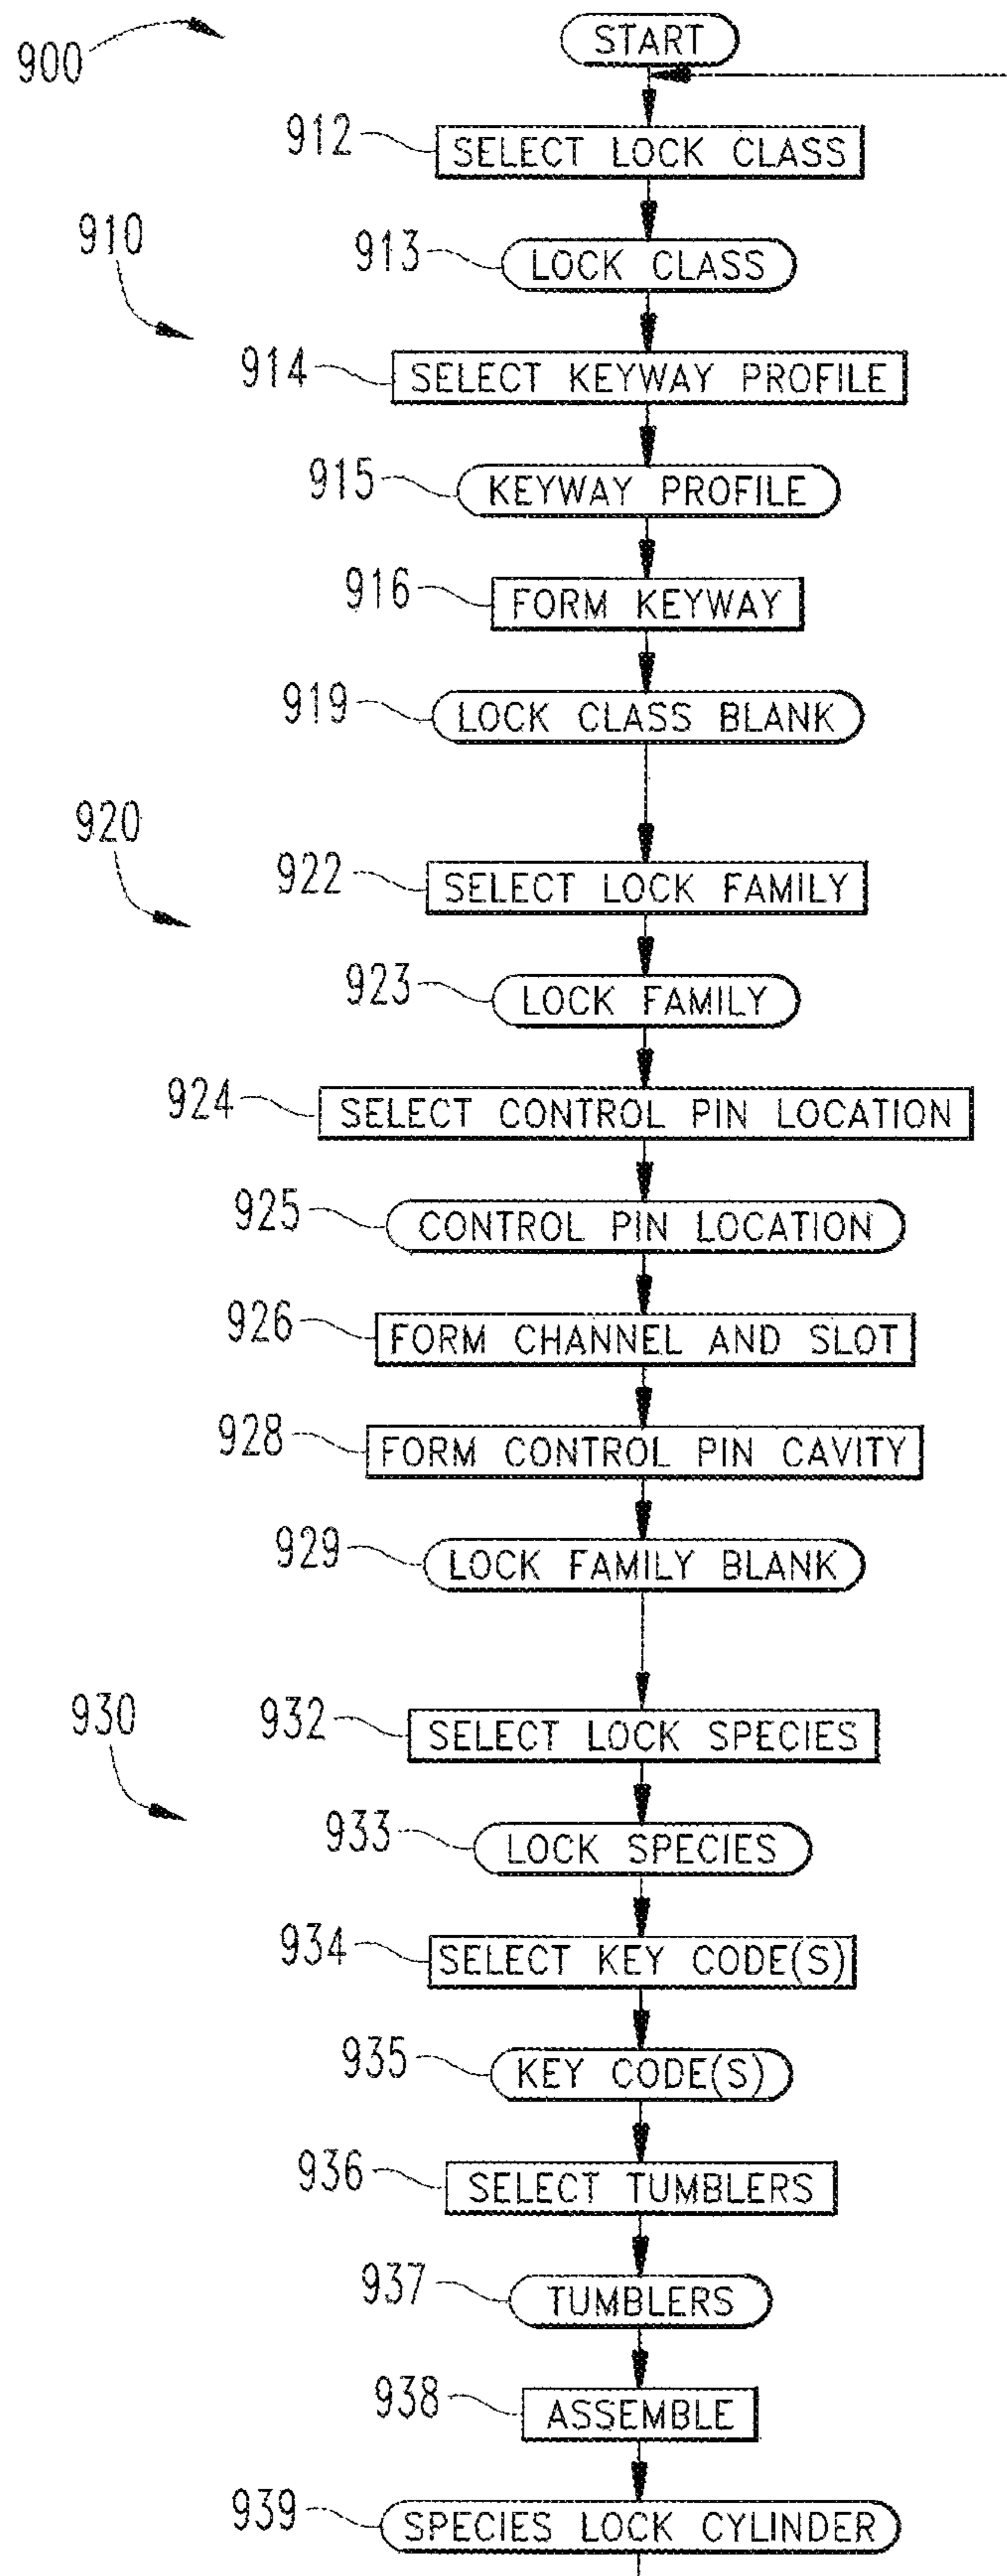 900
START
912 SELECT LOCK CLASS
910
913 LOCK CLASS
914 SELECT KEYWAY PROFILE
915 KEYWAY PROFILE
916 FORM KEYWAY
919 LOCK CLASS BLANK
920
922 SELECT LOCK FAMILY
923 LOCK FAMILY
924 SELECT CONTROL PIN LOCATION
925 CONTROL PIN LOCATION
926 FORM CHANNEL AND SLOT
928 FORM CONTROL PIN CAVITY
929 LOCK FAMILY BLANK
930
932 SELECT LOCK SPECIES
933 LOCK SPECIES
934 SELECT KEY CODE(S)
935 KEY CODE(S)
936 SELECT TUMBLERS
937 TUMBLERS
938 ASSEMBLE
939 SPECIES LOCK CYLINDER